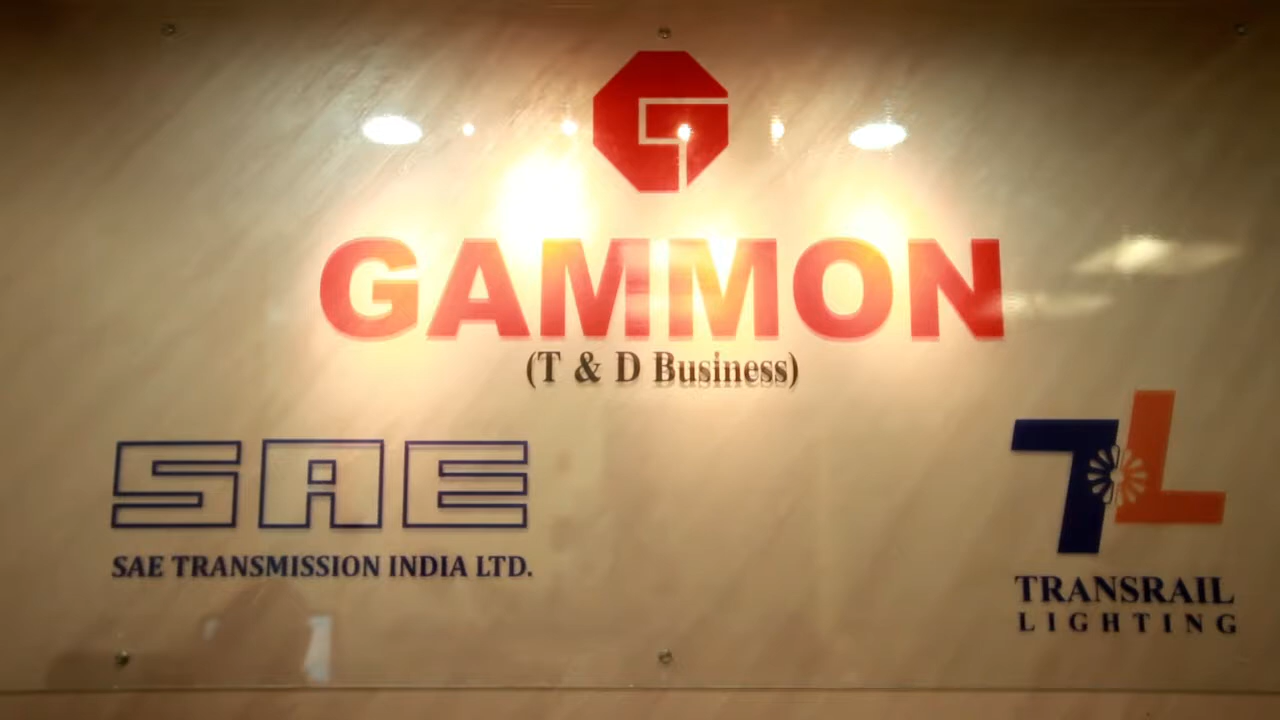 G
GAMMON
(T & D Business)
SAE
SAE TRANSMISSION INDIA LTD.
TL
TRANSRAIL
LIGHTING